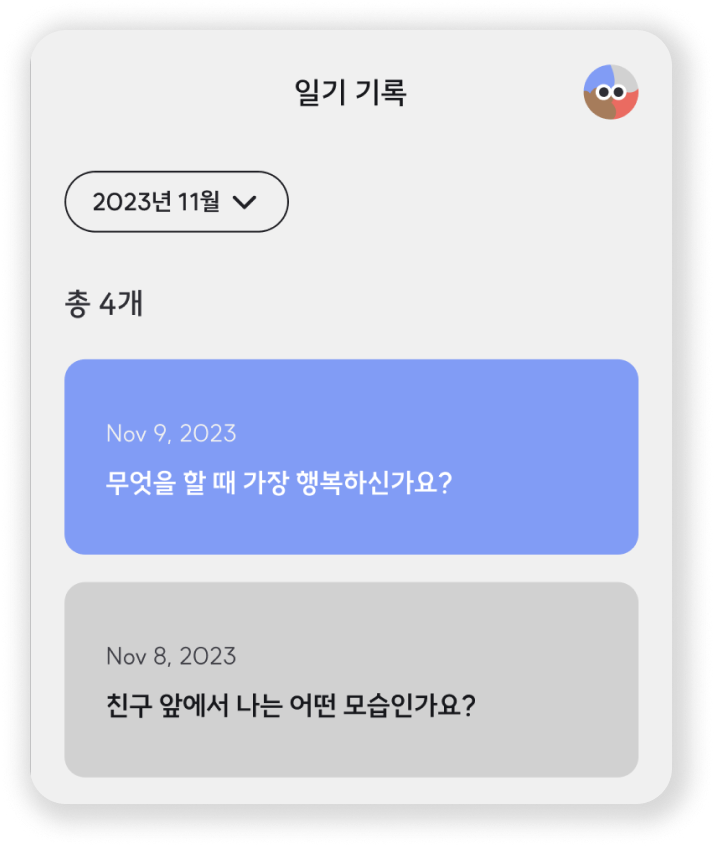 일기 기록
2023년 11월
총 4개
Nov 9, 2023
무엇을 할 때 가장 행복하신가요?
Nov 8, 2023
친구 앞에서 나는 어떤 모습인가요?